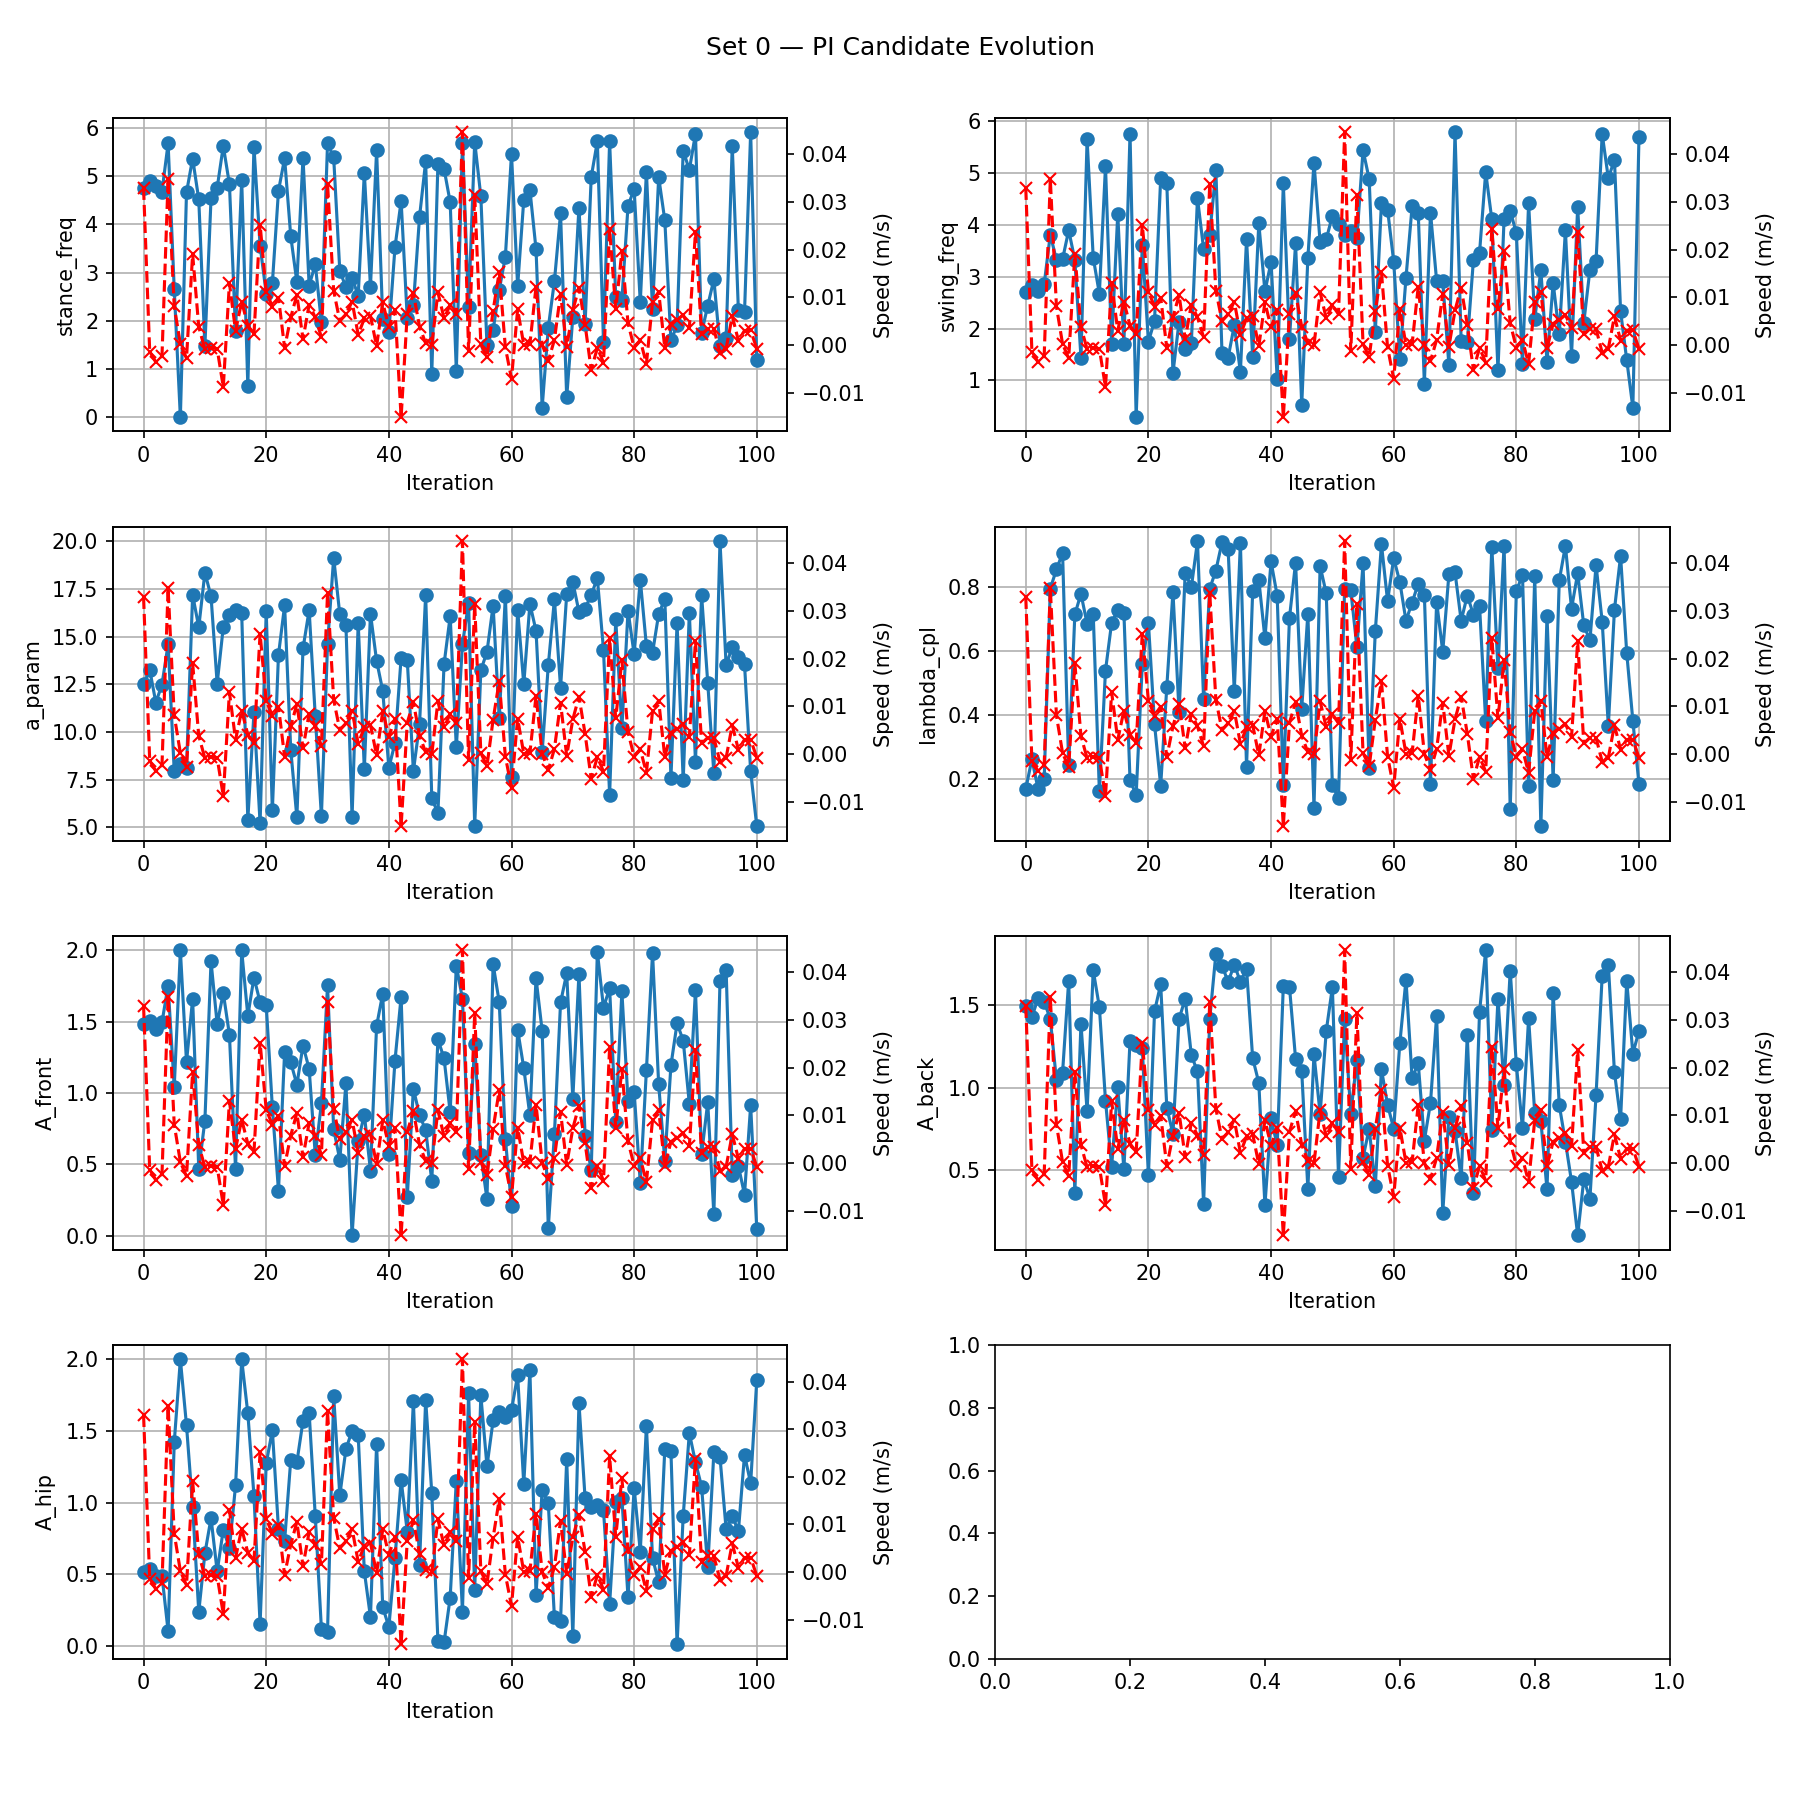 Set 0 — PI Candidate Evolution
6
5
4
3
2
1
0
stance_freq
0.04
0.03
0.02
0.01
0.00
−0.01
Speed (m/s)
0 20 40 60 80 100
Iteration
6
5
4
3
2
1
swing_freq
0.04
0.03
0.02
0.01
0.00
−0.01
Speed (m/s)
0 20 40 60 80 100
Iteration
20.0
17.5
15.0
12.5
10.0
7.5
5.0
a_param
0.04
0.03
0.02
0.01
0.00
−0.01
Speed (m/s)
0 20 40 60 80 100
Iteration
0.8
0.6
0.4
0.2
lambda_cpl
0.04
0.03
0.02
0.01
0.00
−0.01
Speed (m/s)
0 20 40 60 80 100
Iteration
2.0
1.5
1.0
0.5
0.0
A_front
0.04
0.03
0.02
0.01
0.00
−0.01
Speed (m/s)
0 20 40 60 80 100
Iteration
1.5
1.0
0.5
A_back
0.04
0.03
0.02
0.01
0.00
−0.01
Speed (m/s)
0 20 40 60 80 100
Iteration
2.0
1.5
1.0
0.5
0.0
A_hip
0.04
0.03
0.02
0.01
0.00
−0.01
Speed (m/s)
0 20 40 60 80 100
Iteration
1.0
0.8
0.6
0.4
0.2
0.0
0.0 0.2 0.4 0.6 0.8 1.0